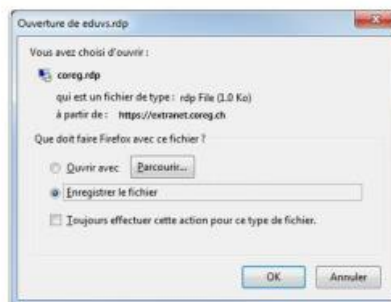 Ouverture de eduvs.rdp
Vous avez choisi d'ouvrir :
coreg.rdp
qui est un fichier de type : rdp File (1.0 Ko)
à partir de : https://extranet.coreg.ch
Que doit faire Firefox avec ce fichier ?
Ouvrir avec Parcourir...
Enregistrer le fichier
Toujours effectuer cette action pour ce type de fichier.
OK Annuler